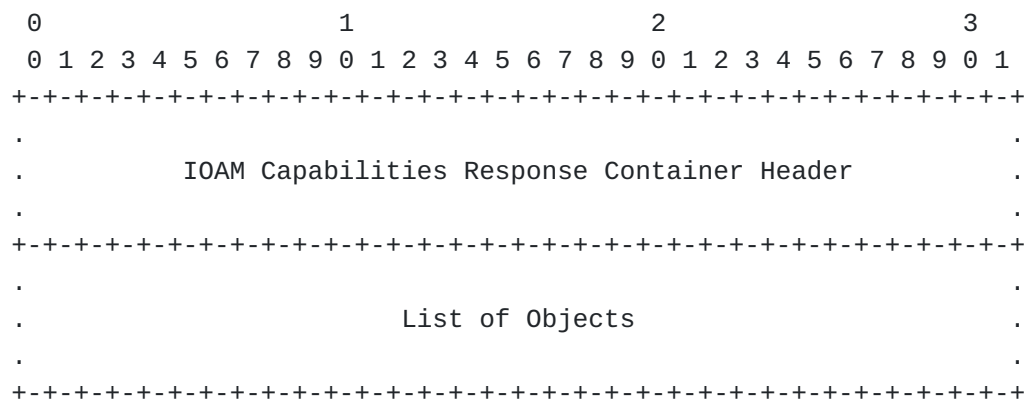 0                   1                   2                   3
 0 1 2 3 4 5 6 7 8 9 0 1 2 3 4 5 6 7 8 9 0 1 2 3 4 5 6 7 8 9 0 1
+-+-+-+-+-+-+-+-+-+-+-+-+-+-+-+-+-+-+-+-+-+-+-+-+-+-+-+-+-+-+-+-+
.                                                               .
.          IOAM Capabilities Response Container Header          .
.                                                               .
+-+-+-+-+-+-+-+-+-+-+-+-+-+-+-+-+-+-+-+-+-+-+-+-+-+-+-+-+-+-+-+-+
.                                                               .
.                        List of Objects                        .
.                                                               .
+-+-+-+-+-+-+-+-+-+-+-+-+-+-+-+-+-+-+-+-+-+-+-+-+-+-+-+-+-+-+-+-+